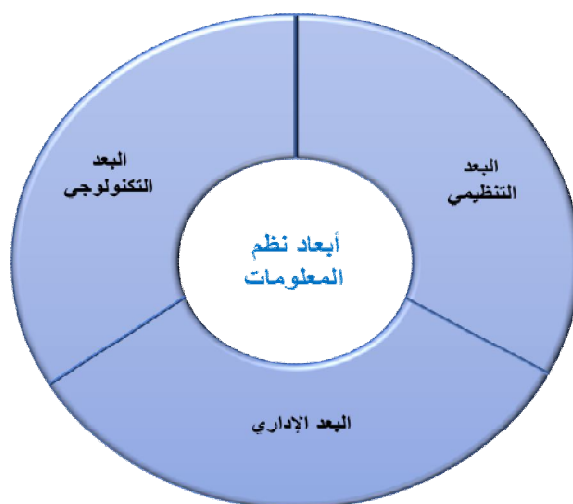 البعد
التنظيمي
البعد
التكنولوجي
أبعاد نظم
المعلومات
البعد الإداري